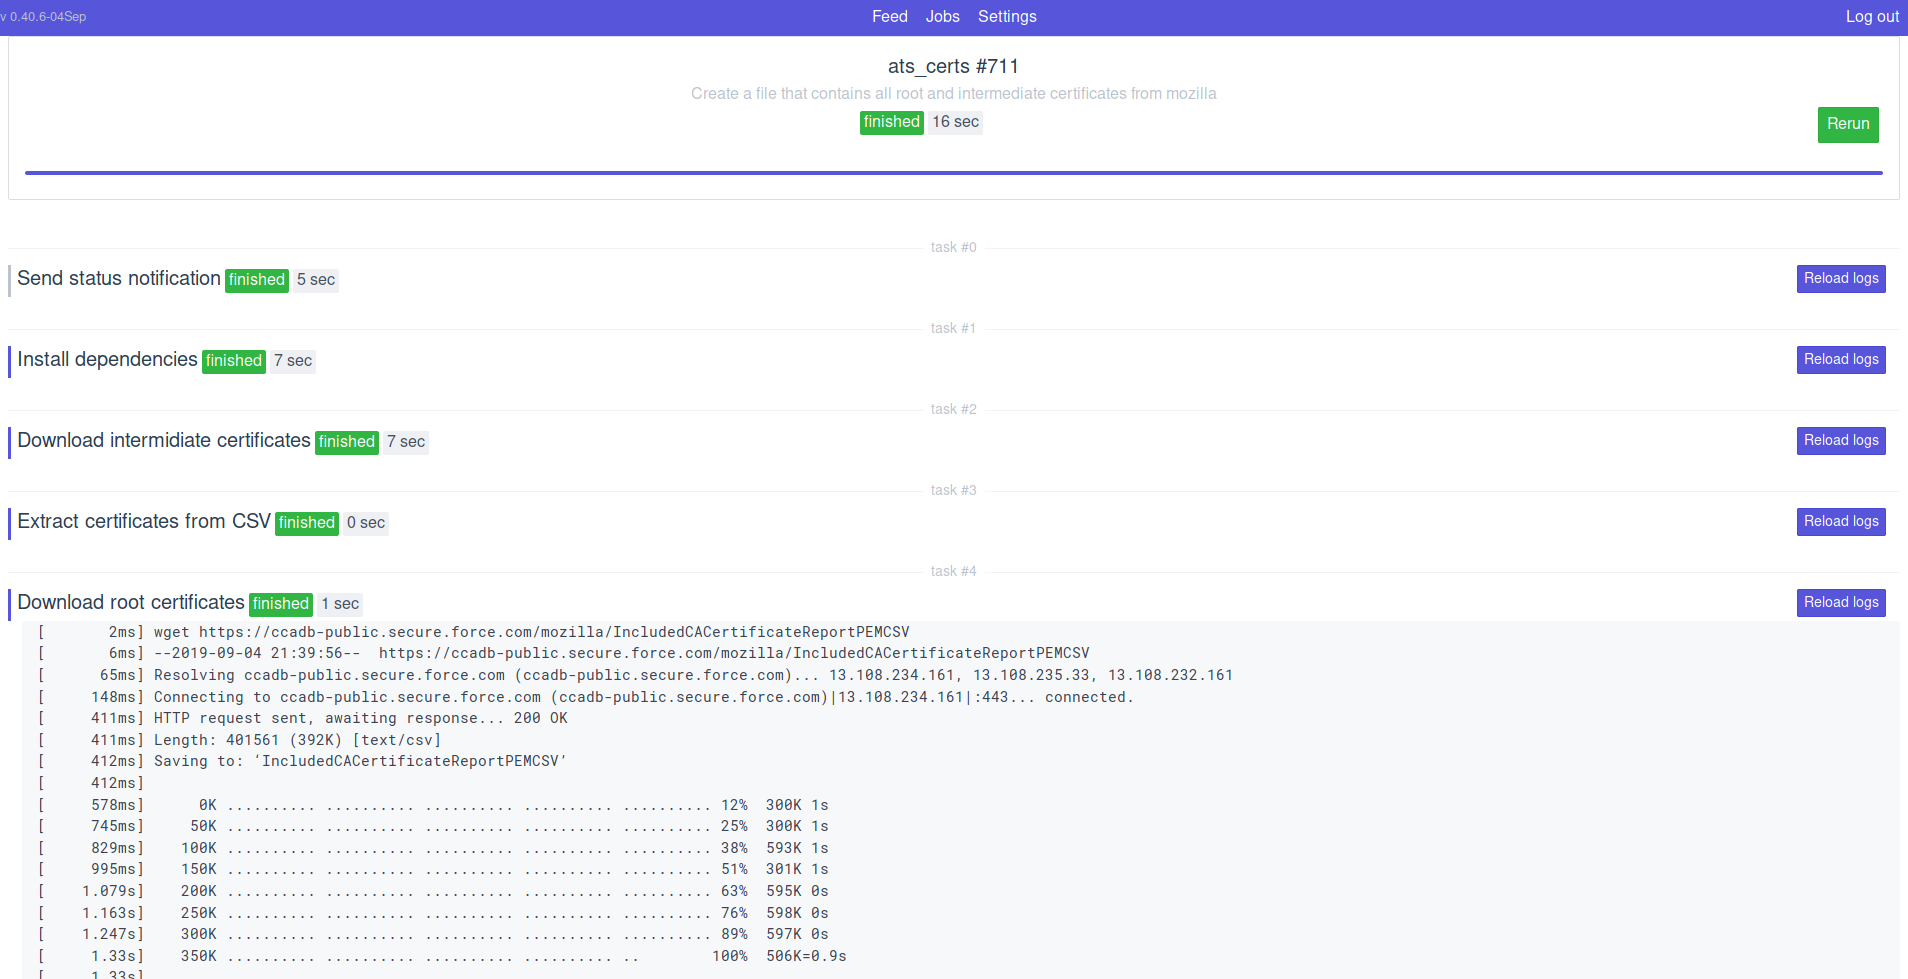 v 0.40.6-04Sep Feed Jobs Settings Log out
ats_certs #711
Create a file that contains all root and intermediate certificates from mozilla
finished 16 sec
Rerun
task #0
Send status notification finished 5 sec Reload logs
task #1
Install dependencies finished 7 sec Reload logs
task #2
Download intermidiate certificates finished 7 sec Reload logs
task #3
Extract certificates from CSV finished 0 sec Reload logs
task #4
Download root certificates finished 1 sec Reload logs
[ 2ms] wget https://ccadb-public.secure.force.com/mozilla/IncludedCACertificateReportPEMCSV
[ 6ms] --2019-09-04 21:39:56-- https://ccadb-public.secure.force.com/mozilla/IncludedCACertificateReportPEMCSV
[ 65ms] Resolving ccadb-public.secure.force.com (ccadb-public.secure.force.com)... 13.108.234.161, 13.108.235.33, 13.108.232.161
[ 148ms] Connecting to ccadb-public.secure.force.com (ccadb-public.secure.force.com)|13.108.234.161|:443... connected.
[ 411ms] HTTP request sent, awaiting response... 200 OK
[ 411ms] Length: 401561 (392K) [text/csv]
[ 412ms] Saving to: ‘IncludedCACertificateReportPEMCSV’
[ 412ms]
[ 578ms] 0K .......... .......... .......... .......... .......... 12% 300K 1s
[ 745ms] 50K .......... .......... .......... .......... .......... 25% 300K 1s
[ 829ms] 100K .......... .......... .......... .......... .......... 38% 593K 1s
[ 995ms] 150K .......... .......... .......... .......... .......... 51% 301K 1s
[ 1.079s] 200K .......... .......... .......... .......... .......... 63% 595K 0s
[ 1.163s] 250K .......... .......... .......... .......... .......... 76% 598K 0s
[ 1.247s] 300K .......... .......... .......... .......... .......... 89% 597K 0s
[ 1.33s] 350K .......... .......... .......... .......... .. 100% 506K=0.9s
[ 1.33s]